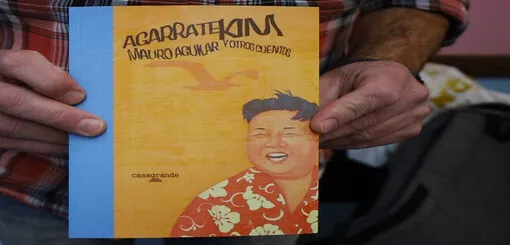 AGARRATE KIM
MAURO AGUILAR Y OTROS CUENTOS
casagrande